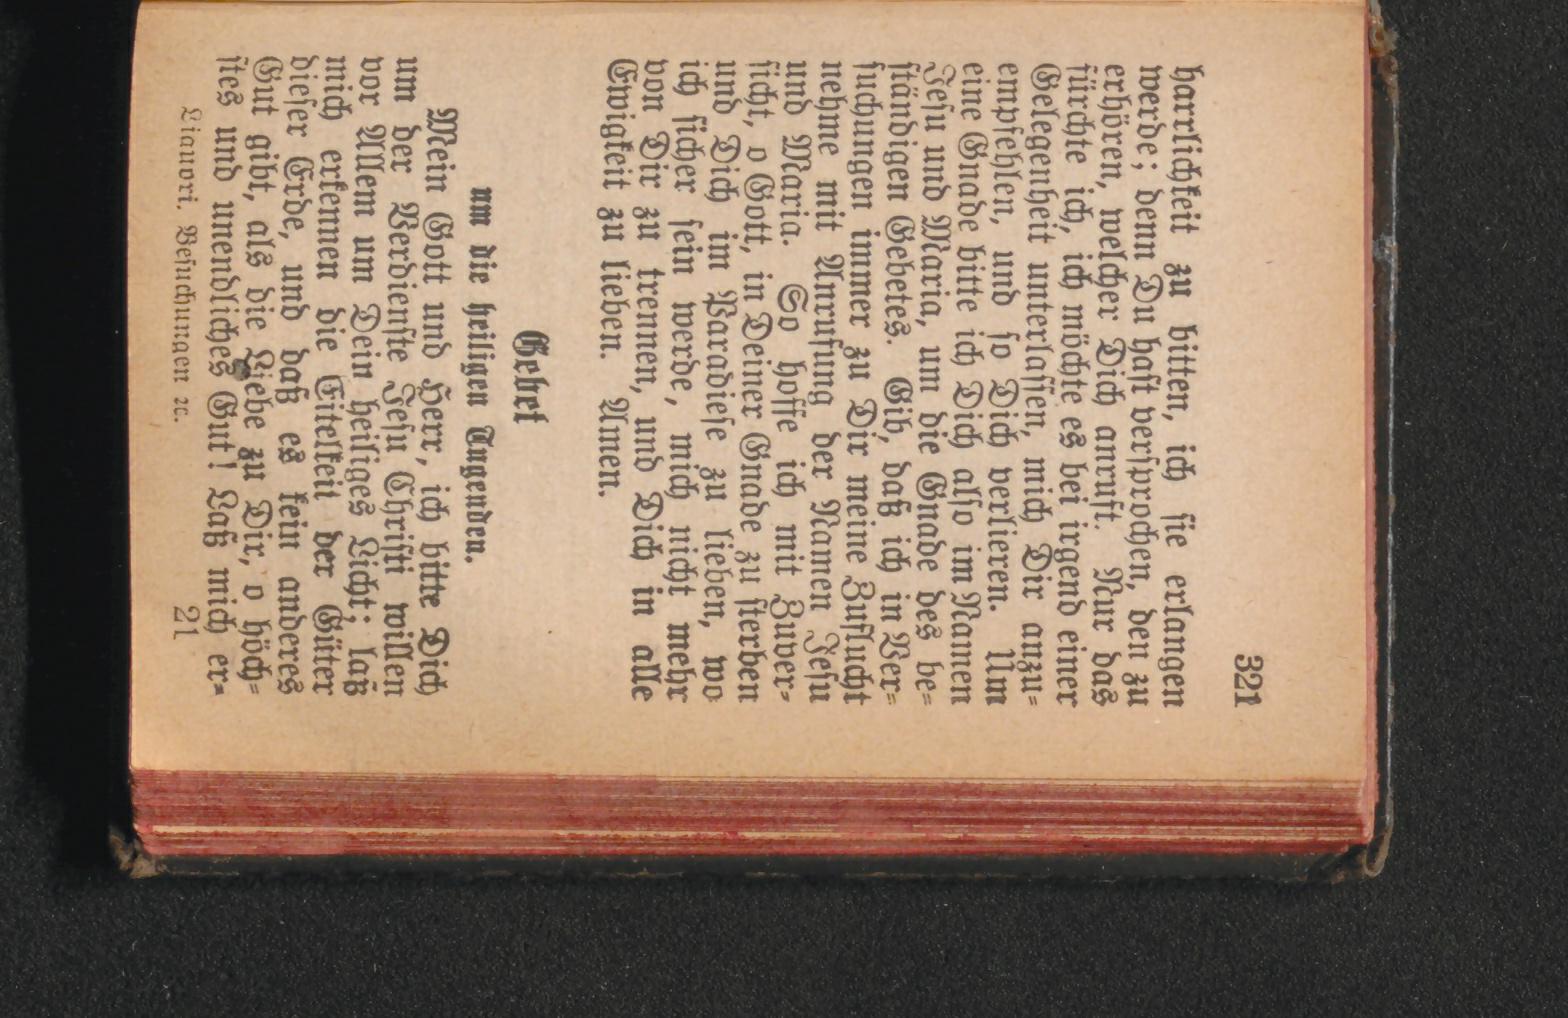 321
harrlichkeit zu bitten, ich sie erlangen
werde; denn Du hast versprochen, den zu
erhören, welcher Dich anruft. Nur das
fürchte ich, ich möchte es bei irgend einer
Gelegenheit unterlassen, mich Dir anzu=
empfehlen, und so Dich verlieren. Um
eine Gnade bitte ich Dich also im Namen
Jesu und Mariä, um die Gnade des be=
ständigen Gebetes. Gib, daß ich in Ver=
suchungen immer zu Dir meine Zuflucht
nehme mit Anrufung der Namen Jesu
und Maria. So hoffe ich mit Zuver=
sicht, o Gott, in Deiner Gnade zu sterben
und, Dich im Paradiese zu lieben, wo
ich sicher sein werde, mich nicht mehr
von Dir zu trennen, und Dich in alle
Ewigkeit zu lieben. Amen.
Gebet
um die heiligen Tugenden.
Mein Gott und Herr, ich bitte Dich
um der Verdienste Jesu Christi willen
vor Allem um Dein heiliges Licht: laß
mich erkennen die Eitelkeit der Güter
dieser Erde, und daß es kein anderes
Gut gibt, als die Liebe zu Dir, o höch=
stes und unendliches Gut! Laß mich er=
Liguori, Besuchungen ꝛc. 21